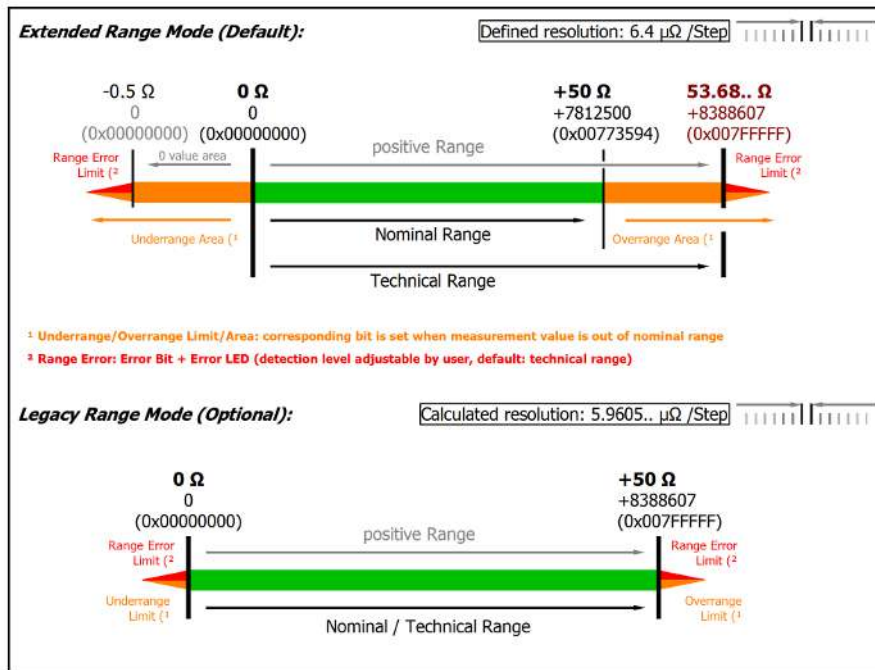 Extended Range Mode (Default):
Defined resolution: 6.4 µΩ /Step
-0.5 Ω
0 Ω
+50 Ω
53.68.. Ω
0
0
+7812500
+8388607
(0x00000000)
(0x00000000)
(0x00773594)
(0x007FFFFF)
Range Error
Limit (²
0 value area
positive Range
Range Error
Limit (²
Underrange Area (¹
Nominal Range
Overrange Area (¹
Technical Range
¹ Underrange/Overrange Limit/Area: corresponding bit is set when measurement value is out of nominal range
² Range Error: Error Bit + Error LED (detection level adjustable by user, default: technical range)
Legacy Range Mode (Optional):
Calculated resolution: 5.9605.. µΩ /Step
0 Ω
+50 Ω
0
+8388607
(0x00000000)
(0x007FFFFF)
Range Error
Limit (²
positive Range
Range Error
Limit (²
Underrange
Limit (¹
Overrange
Limit (¹
Nominal / Technical Range